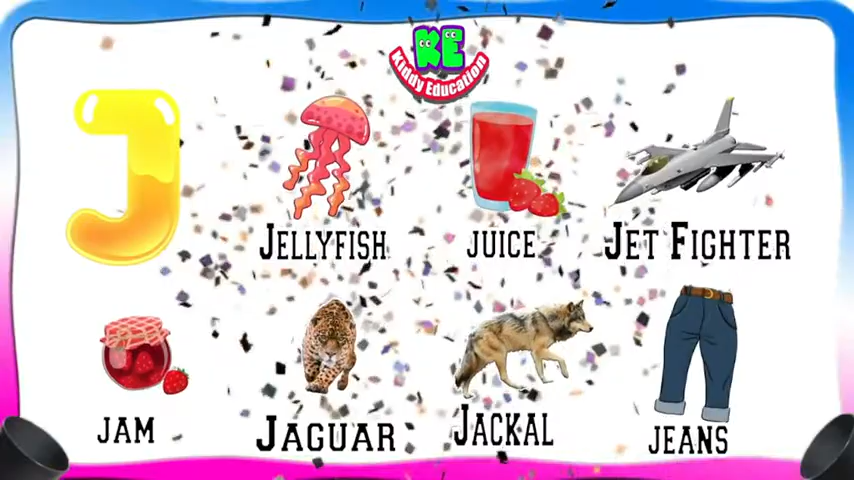 KE
Kiddy Education
J
JELLYFISH
JUICE
JET FIGHTER
JAM
JAGUAR
JACKAL
JEANS